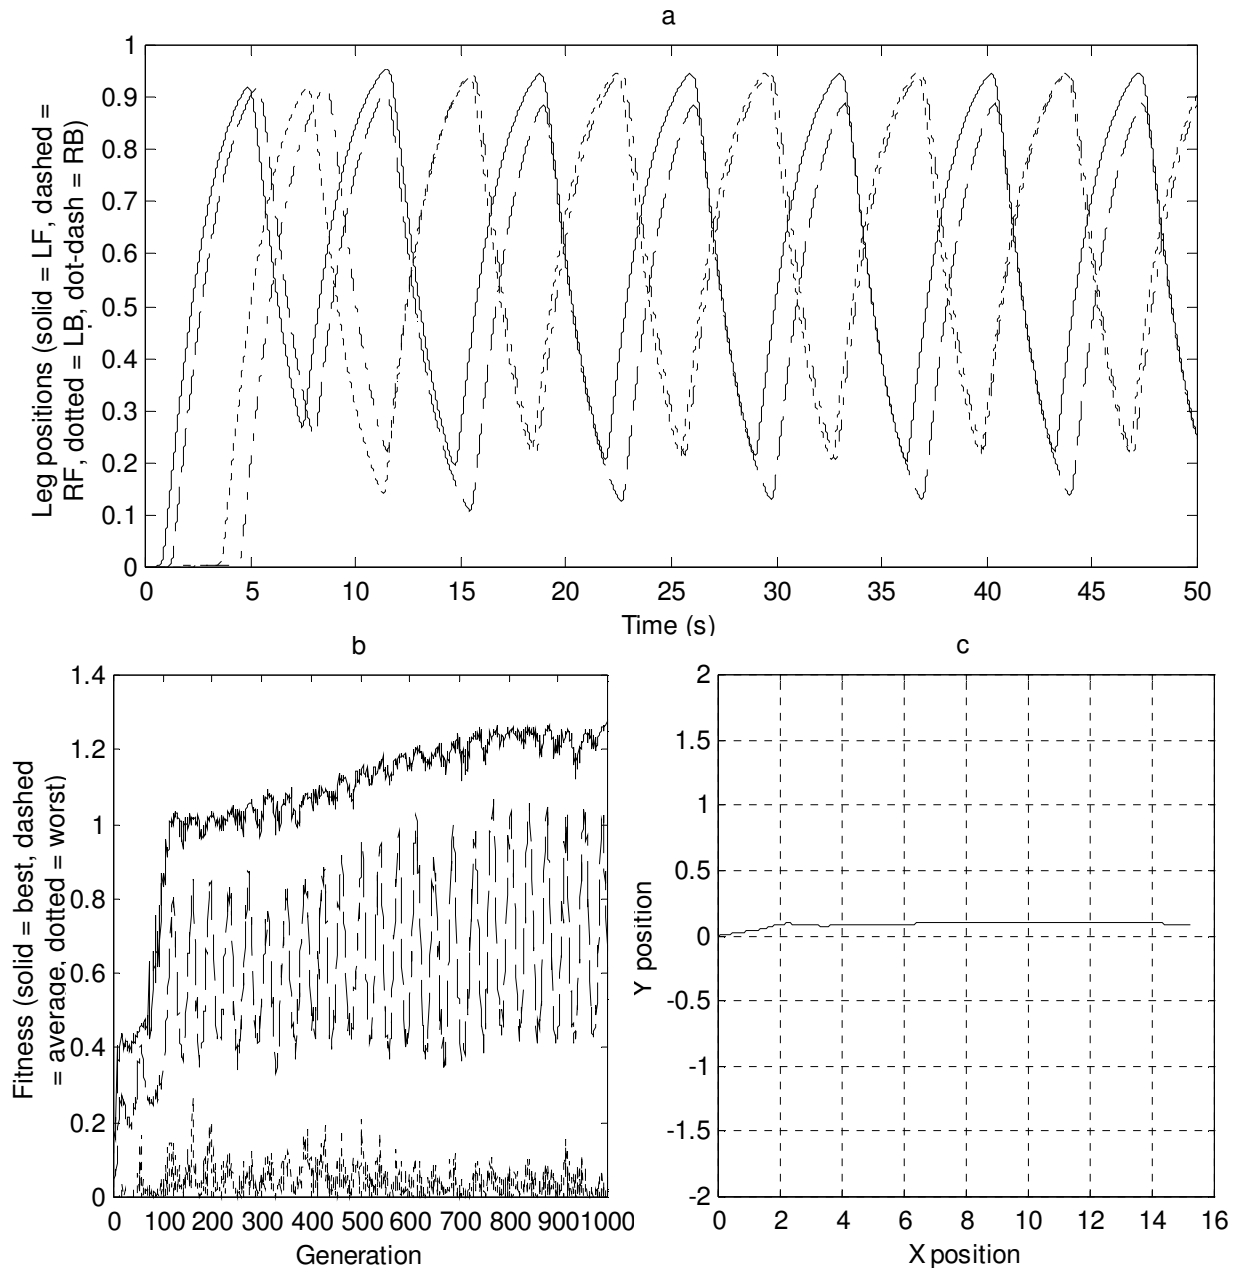 a
Leg positions (solid = LF, dashed =
RF, dotted = LB, dot-dash = RB)
1
0.9
0.8
0.7
0.6
0.5
0.4
0.3
0.2
0.1
0
0 5 10 15 20 25 30 35 40 45 50
Time (s)
b
Fitness (solid = best, dashed
= average, dotted = worst)
1.4
1.2
1
0.8
0.6
0.4
0.2
0
0 100 200 300 400 500 600 700 800 900 1000
Generation
c
Y position
2
1.5
1
0.5
0
-0.5
-1
-1.5
-2
0 2 4 6 8 10 12 14 16
X position